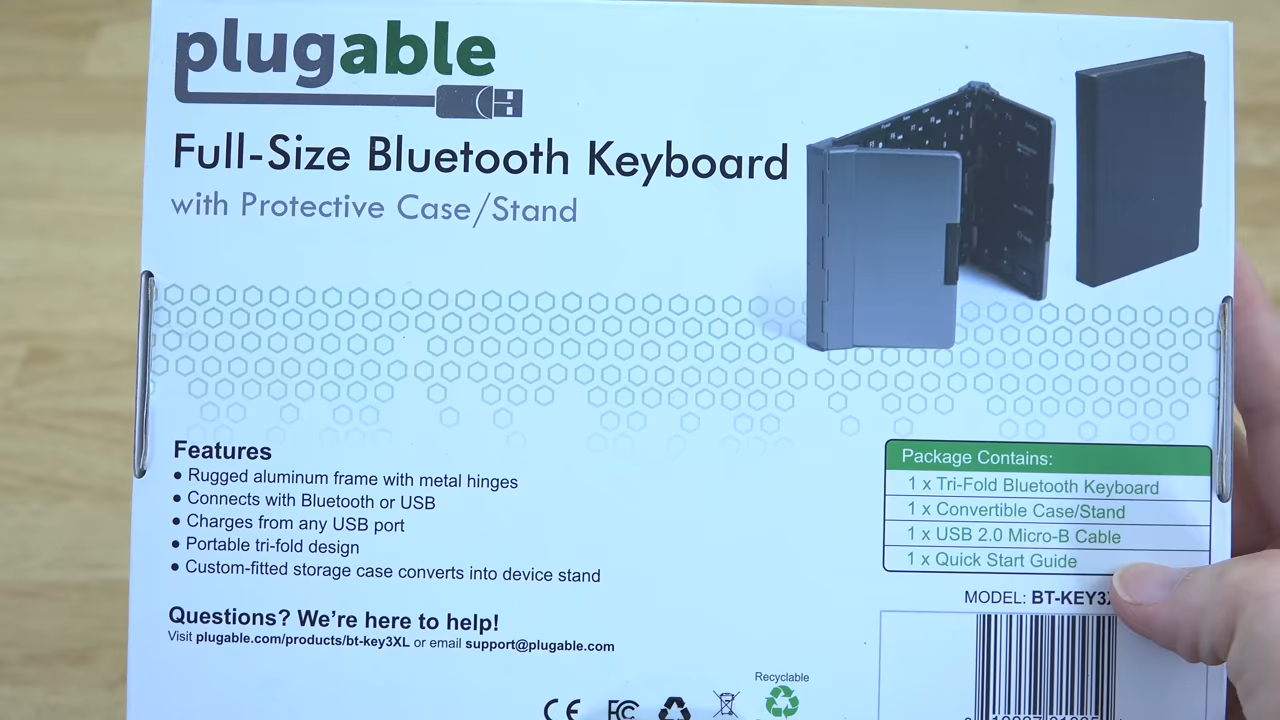 plugable
Full-Size Bluetooth Keyboard
with Protective Case/Stand
Features
• Rugged aluminum frame with metal hinges
• Connects with Bluetooth or USB
• Charges from any USB port
• Portable tri-fold design
• Custom-fitted storage case converts into device stand
Questions? We're here to help!
Visit plugable.com/products/bt-key3XL or email support@plugable.com
Package Contains:
1 x Tri-Fold Bluetooth Keyboard
1 x Convertible Case/Stand
1 x USB 2.0 Micro-B Cable
1 x Quick Start Guide
MODEL: BT-KEY3
CE FC
Recyclable